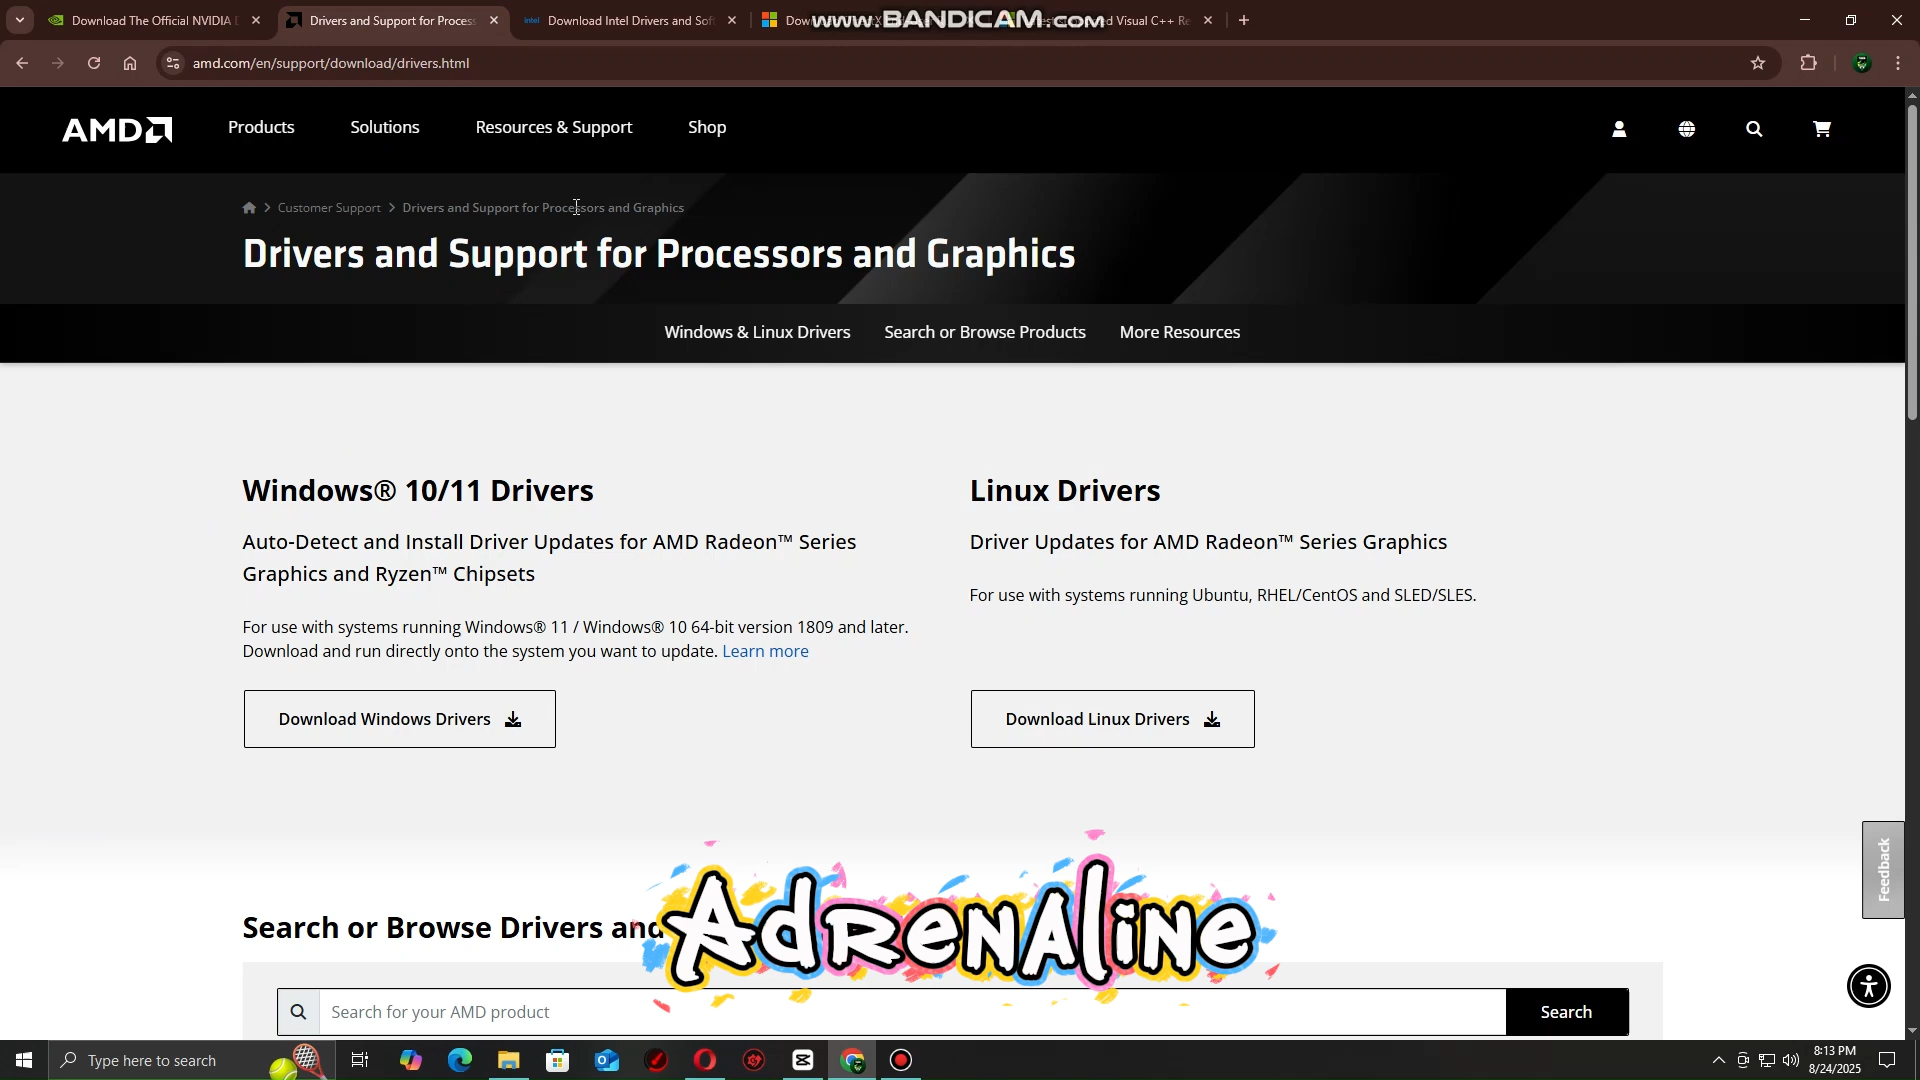 Download The Official NVIDIA D
Drivers and Support for Process
intel
Download Intel Drivers and Soft
Dow
www.BANDICAM.com
ed Visual C++ Re
amd.com/en/support/download/drivers.html
AMD
Products
Solutions
Resources & Support
Shop
Customer Support
Drivers and Support for Processors and Graphics
Drivers and Support for Processors and Graphics
Windows & Linux Drivers
Search or Browse Products
More Resources
Windows® 10/11 Drivers
Auto-Detect and Install Driver Updates for AMD Radeon™ Series
Graphics and Ryzen™ Chipsets
For use with systems running Windows® 11 / Windows® 10 64-bit version 1809 and later.
Download and run directly onto the system you want to update. Learn more
Download Windows Drivers
Linux Drivers
Driver Updates for AMD Radeon™ Series Graphics
For use with systems running Ubuntu, RHEL/CentOS and SLED/SLES.
Download Linux Drivers
Feedback
Search or Browse Drivers and
Adrenaline
Search for your AMD product
Search
Type here to search
8:13 PM
8/24/2025